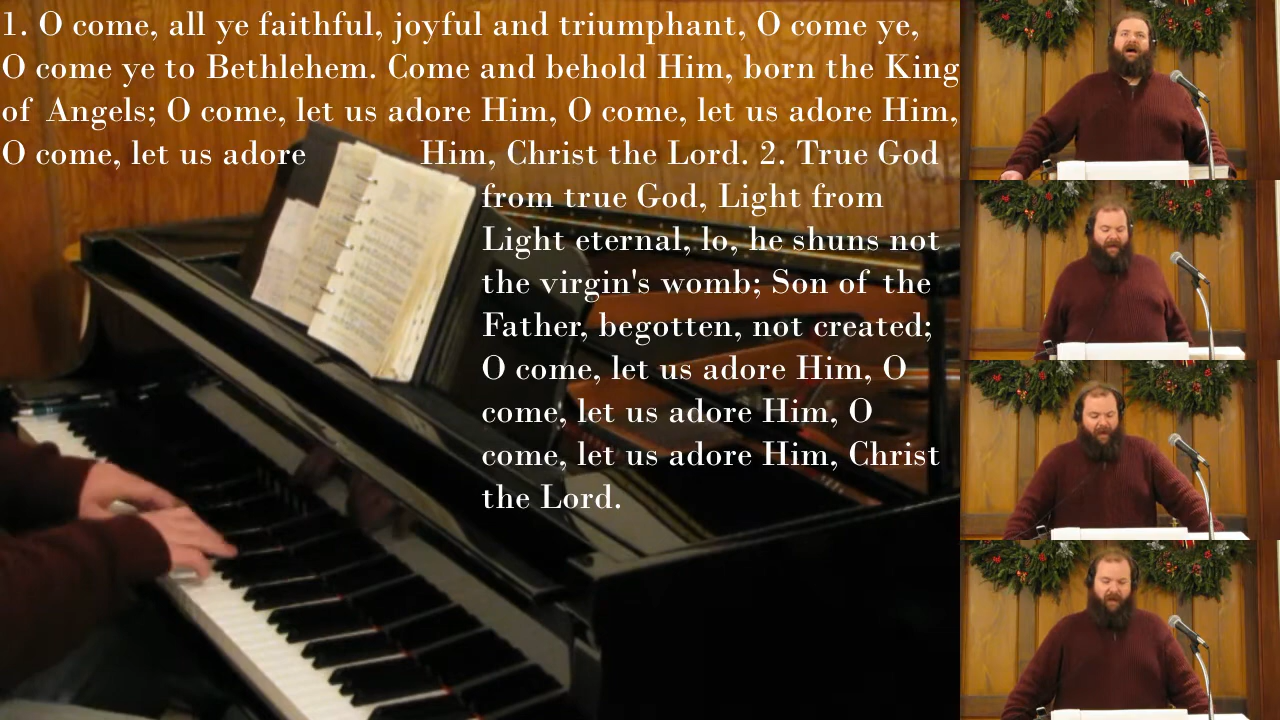 1. O come, all ye faithful, joyful and triumphant, O come ye,
O come ye to Bethlehem. Come and behold Him, born the King
of Angels; O come, let us adore Him, O come, let us adore Him,
O come, let us adore Him, Christ the Lord. 2. True God
from true God, Light from
Light eternal, lo, he shuns not
the virgin's womb; Son of the
Father, begotten, not created;
O come, let us adore Him, O
come, let us adore Him, O
come, let us adore Him, Christ
the Lord.